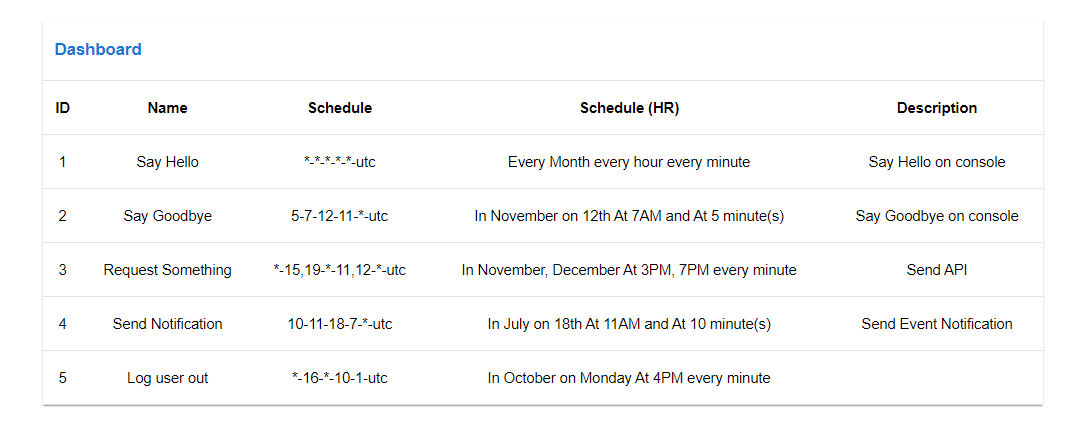 Dashboard
ID Name Schedule Schedule (HR) Description
1 Say Hello *-*-*-*-*-utc Every Month every hour every minute Say Hello on console
2 Say Goodbye 5-7-12-11-*-utc In November on 12th At 7AM and At 5 minute(s) Say Goodbye on console
3 Request Something *-15,19-*-11,12-*-utc In November, December At 3PM, 7PM every minute Send API
4 Send Notification 10-11-18-7-*-utc In July on 18th At 11AM and At 10 minute(s) Send Event Notification
5 Log user out *-16-*-10-1-utc In October on Monday At 4PM every minute